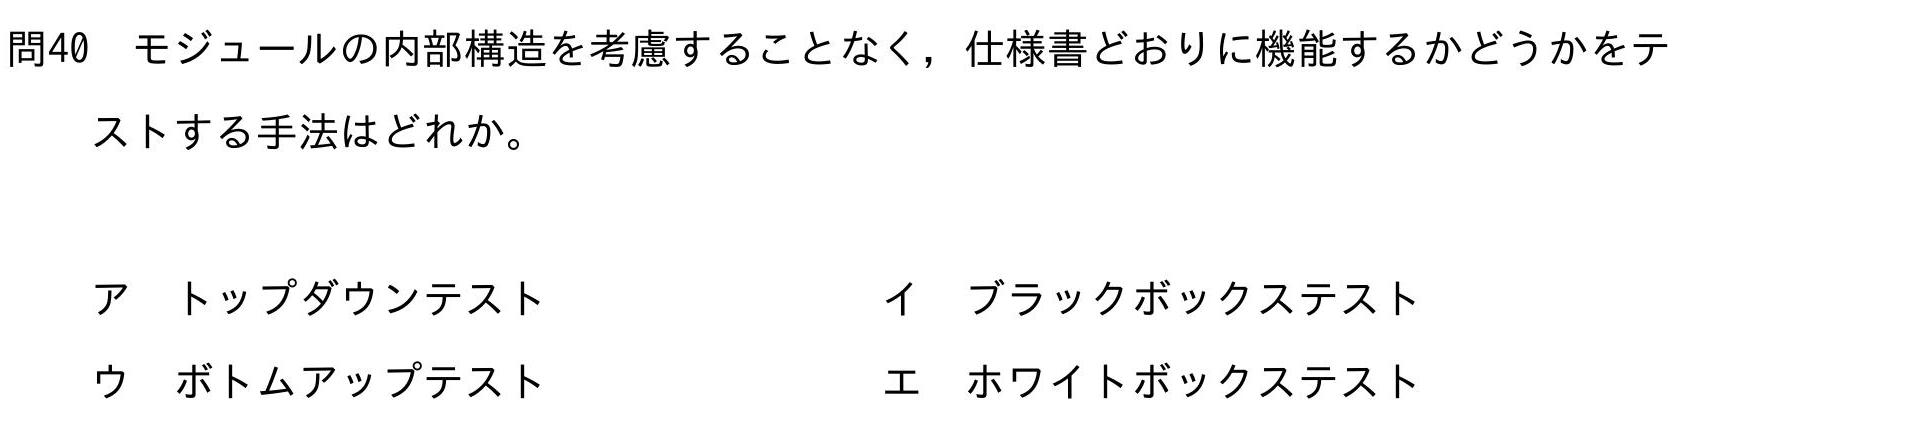 問40　モジュールの内部構造を考慮することなく，仕様書どおりに機能するかどうかをテ
ストする手法はどれか。
ア　トップダウンテスト　イ　ブラックボックステスト
ウ　ボトムアップテスト　エ　ホワイトボックステスト